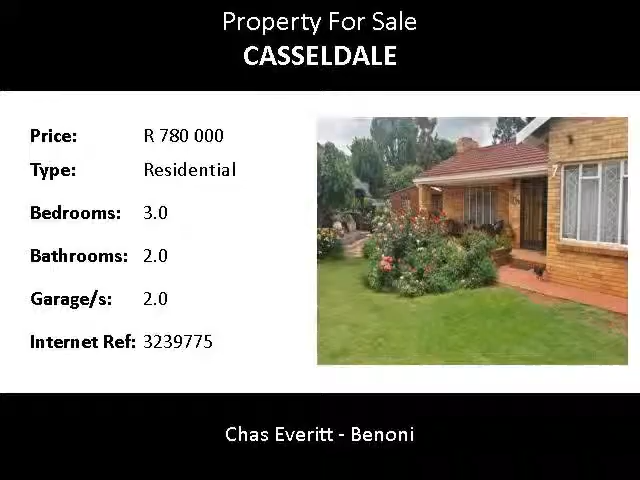 Property For Sale
CASSELDALE
Price: R 780 000
Type: Residential
Bedrooms: 3.0
Bathrooms: 2.0
Garage/s: 2.0
Internet Ref: 3239775
7
Chas Everitt - Benoni